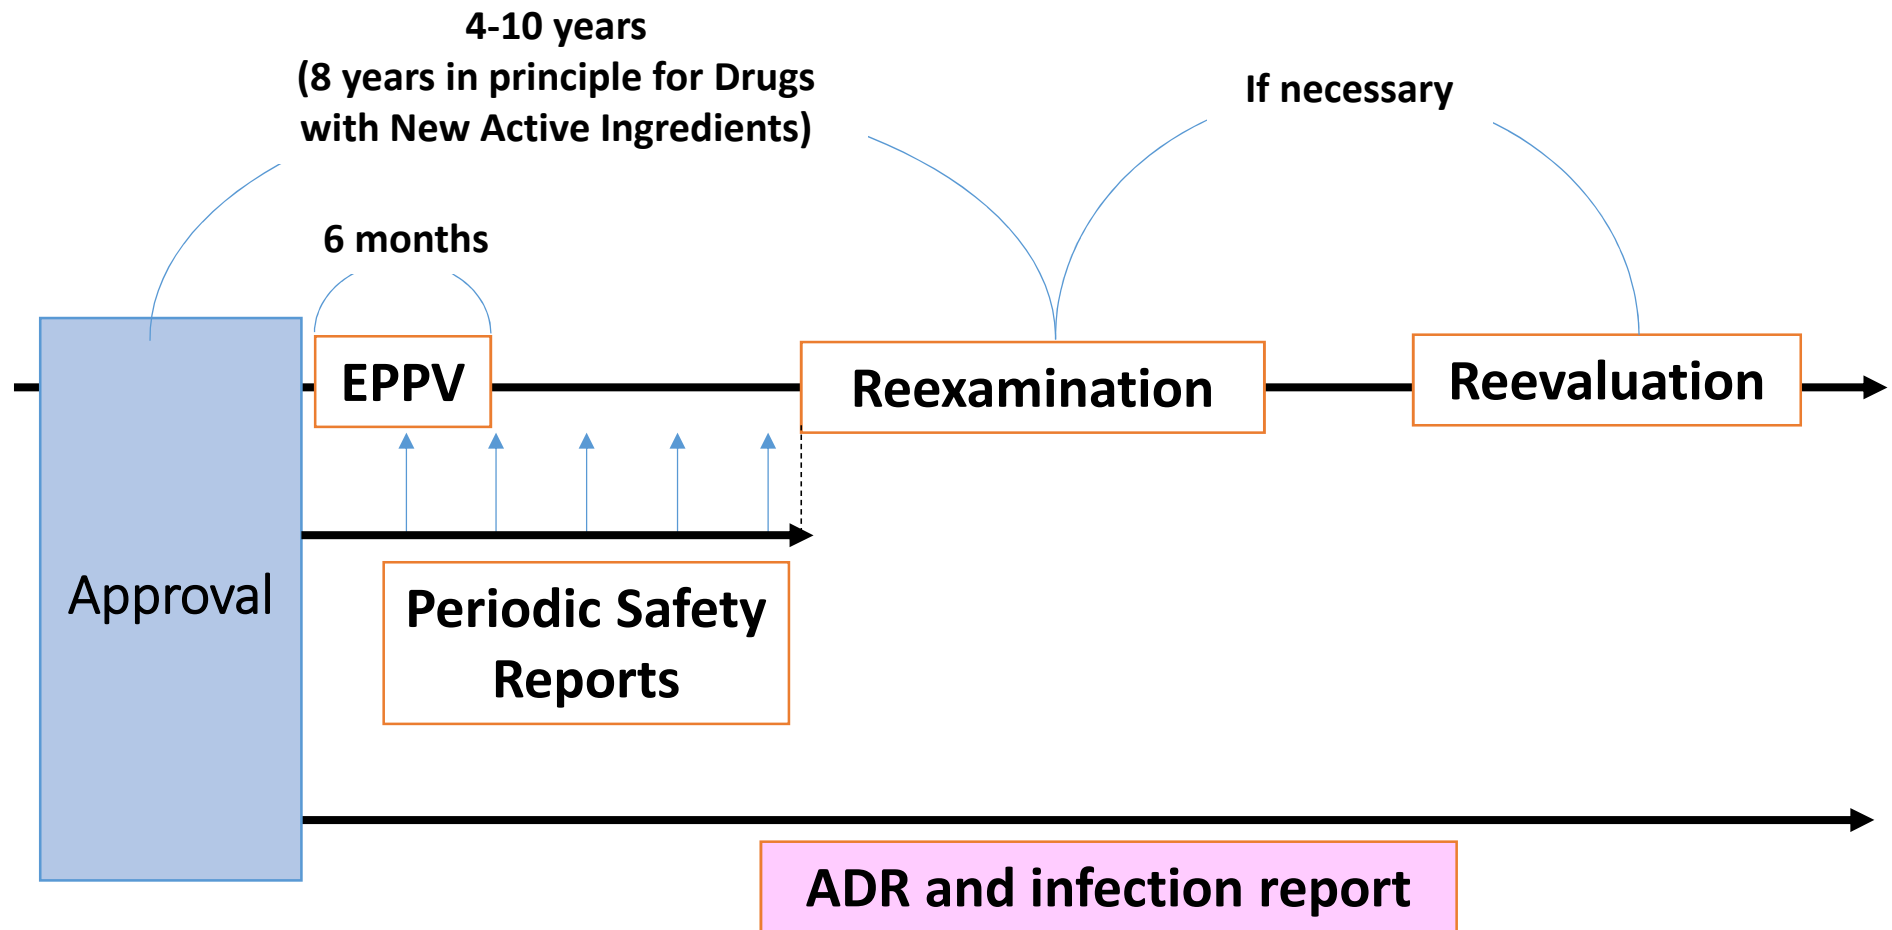 4-10 years
(8 years in principle for Drugs
with New Active Ingredients)
If necessary
6 months
EPPV
Reexamination
Reevaluation
Approval
Periodic Safety
Reports
ADR and infection report